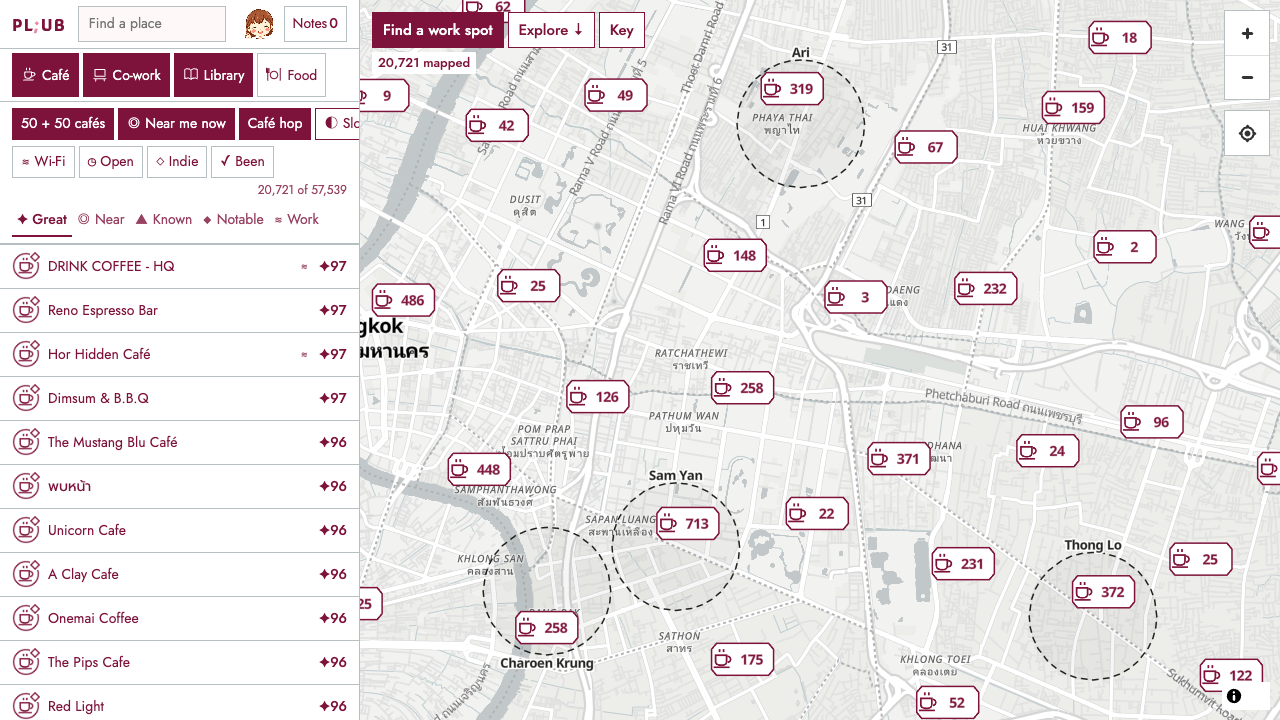 PL;UB
Find a place
Notes 0
Café
Co-work
Library
Food
50 + 50 cafés
Near me now
Café hop
Wi-Fi
Open
Indie
Been
20,721 of 57,539
Great
Near
Known
Notable
Work
DRINK COFFEE - HQ
97
Reno Espresso Bar
97
Hor Hidden Café
97
Dimsum & B.B.Q
97
The Mustang Blu Café
96
พบหน้า
96
Unicorn Cafe
96
A Clay Cafe
96
Onemai Coffee
96
The Pips Cafe
96
Red Light
96
Find a work spot
Explore ↓
Key
20,721 mapped
62
18
31
Ari
9
49
319
159
42
PHAYA THAI
พญาไท
HUAI KHWANG
ห้วยขวาง
67
Rama V Road
DUSIT
ดุสิต
31
1
148
2
25
486
3
232
gkok
RATCHATHEWI
ราชเทวี
126
258
Phetchaburi Road ถนนเพชรบุรี
PATHUM WAN
ปทุมวัน
96
POM PRAP
SATTRU PHAI
448
371
24
SAMPHANTHAWONG
สัมพันธวงศ์
Sam Yan
SAPAN LUANG
713
22
KHLONG SAN
คลองสาน
231
Thong Lo
25
372
25
258
SATHON
สาทร
Charoen Krung
175
KHLONG TOEI
คลองเตย
122
52